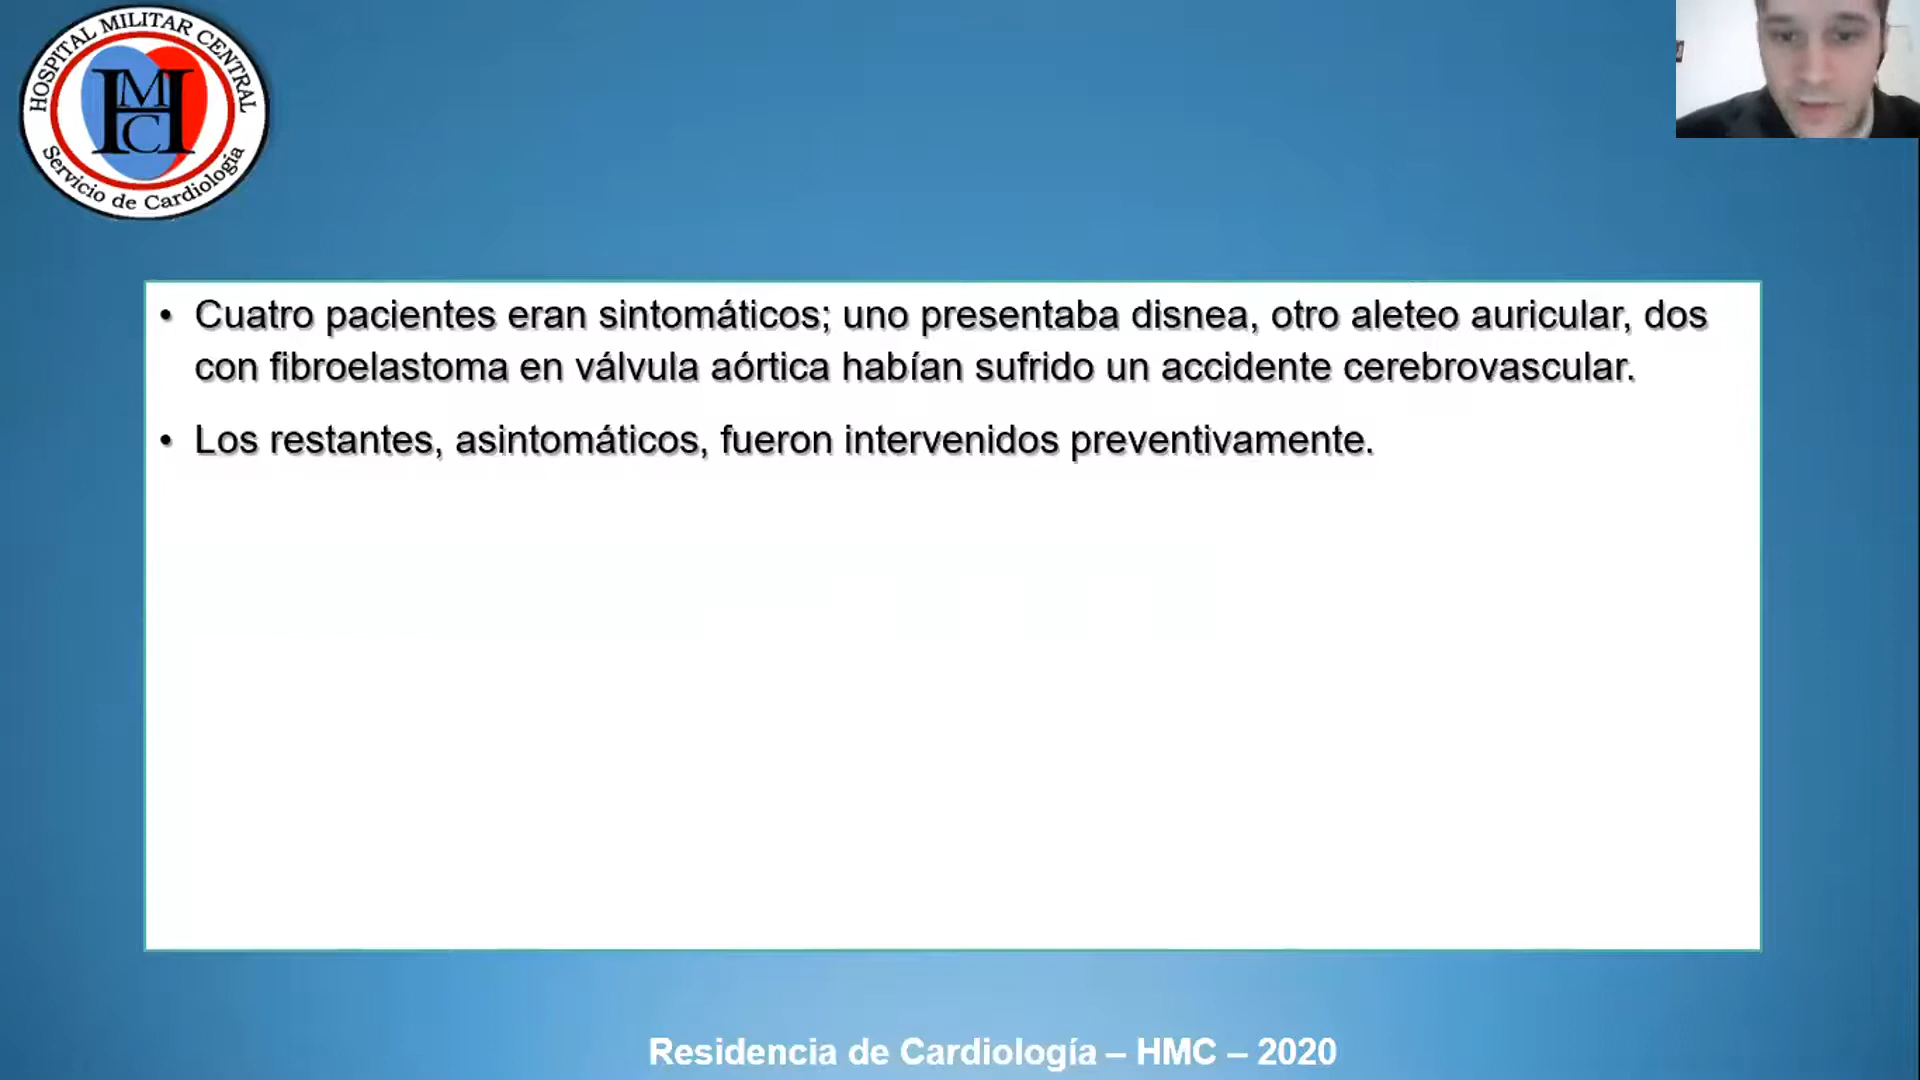 HOSPITAL MILITAR CENTRAL
HMC
Servicio de Cardiología
• Cuatro pacientes eran sintomáticos; uno presentaba disnea, otro aleteo auricular, dos
con fibroelastoma en válvula aórtica habían sufrido un accidente cerebrovascular.
• Los restantes, asintomáticos, fueron intervenidos preventivamente.
Residencia de Cardiología – HMC – 2020